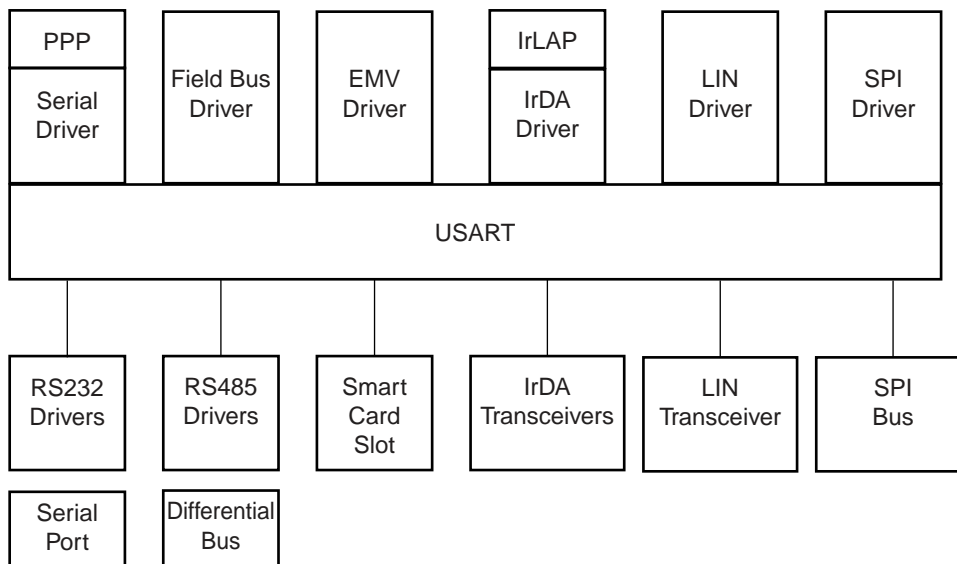 PPP
Serial
Driver
Field Bus
Driver
EMV
Driver
IrLAP
IrDA
Driver
LIN
Driver
SPI
Driver
USART
RS232
Drivers
RS485
Drivers
Smart
Card
Slot
IrDA
Transceivers
LIN
Transceiver
SPI
Bus
Serial
Port
Differential
Bus